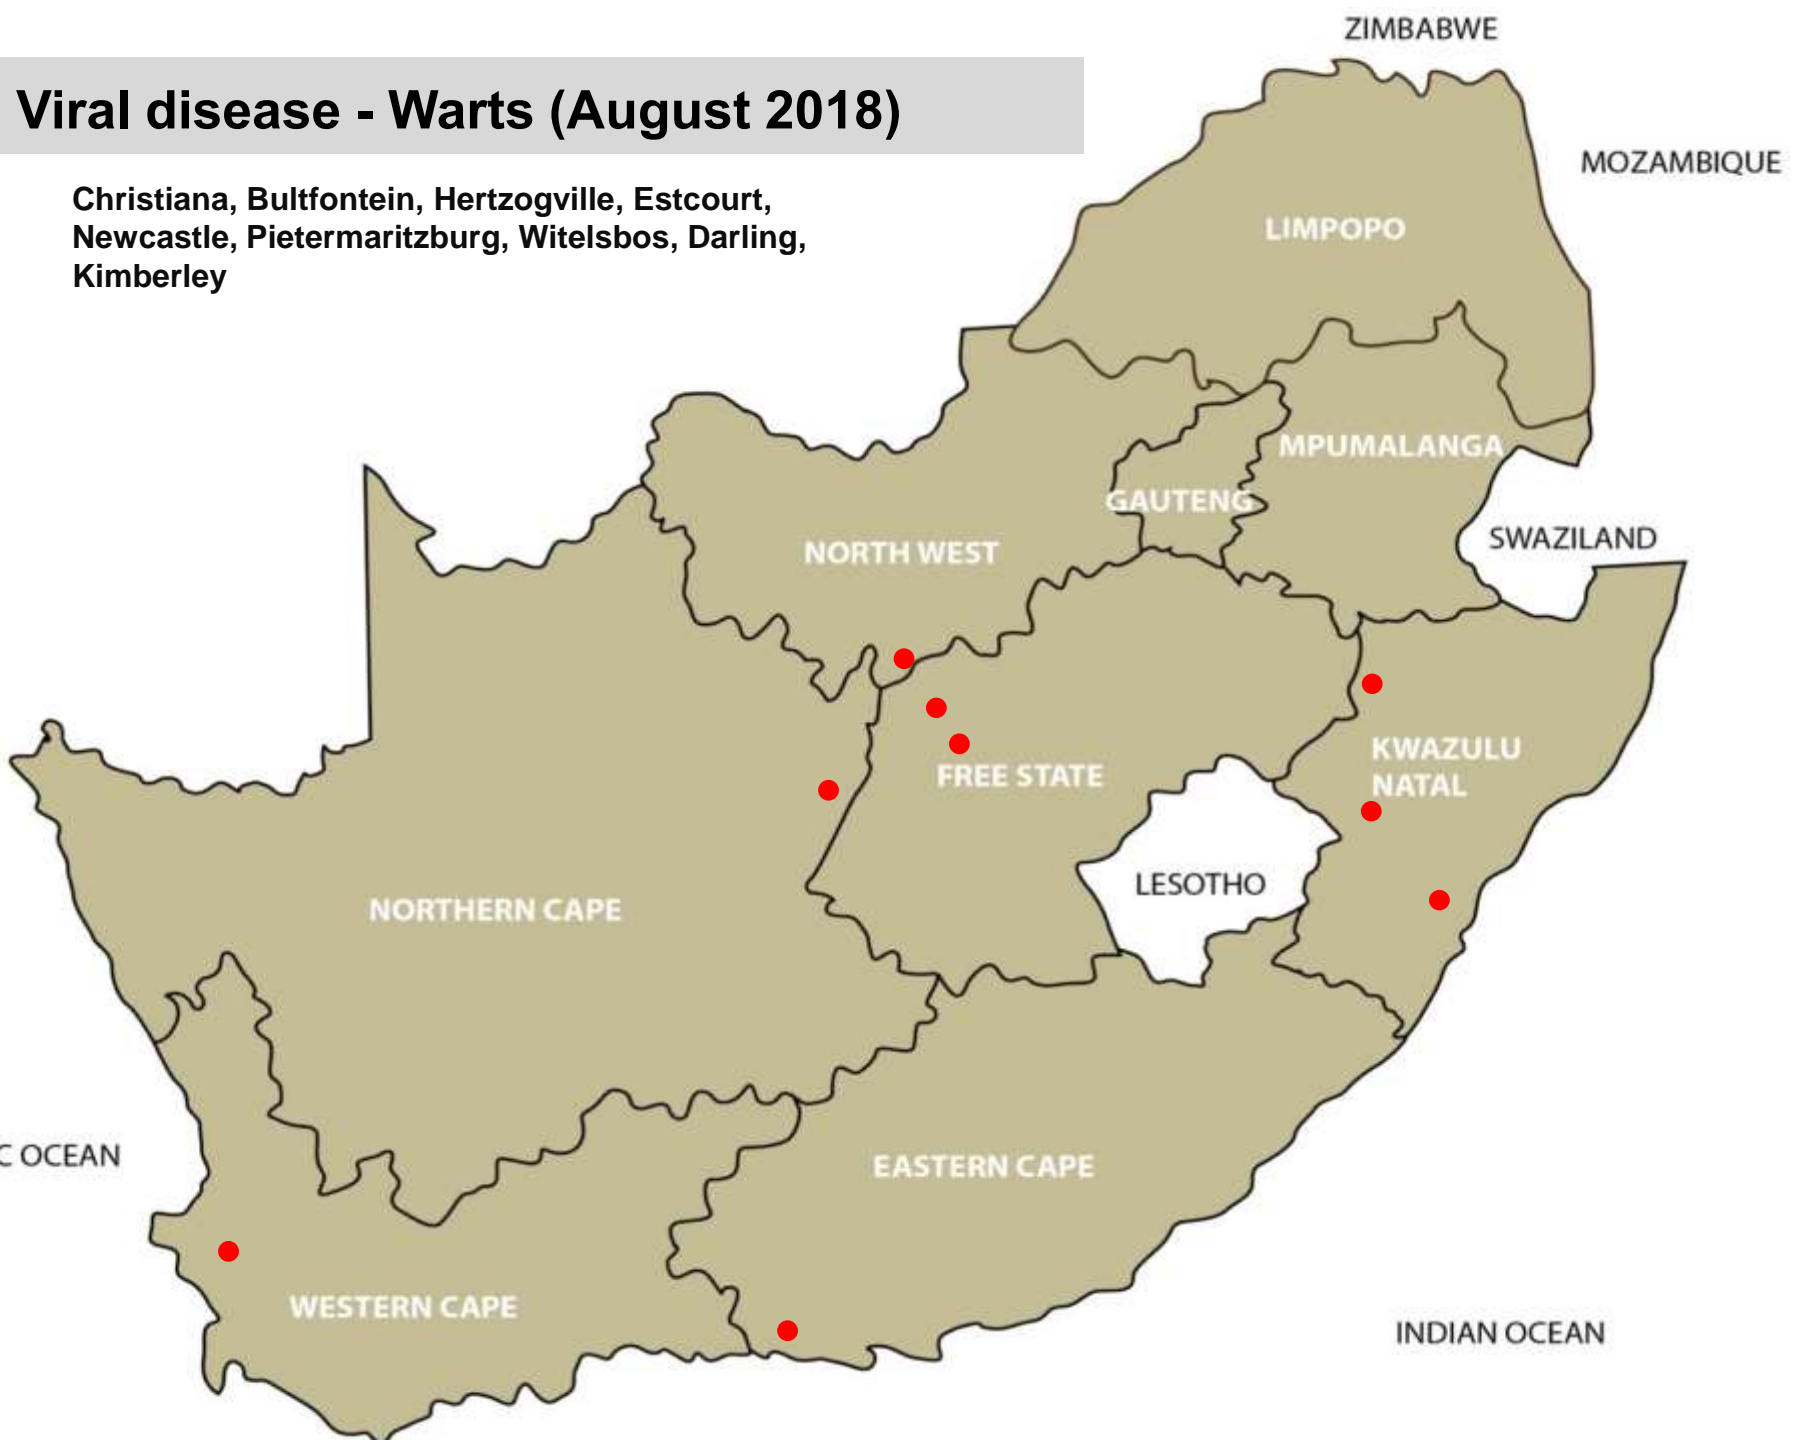 Viral disease - Warts (August 2018)
Christiana, Bultfontein, Hertzogville, Estcourt,
Newcastle, Pietermaritzburg, Witelsbos, Darling,
Kimberley
ZIMBABWE
MOZAMBIQUE
LIMPOPO
MPUMALANGA
GAUTENG
SWAZILAND
NORTH WEST
KWAZULU
NATAL
FREE STATE
LESOTHO
NORTHERN CAPE
C OCEAN
EASTERN CAPE
WESTERN CAPE
INDIAN OCEAN